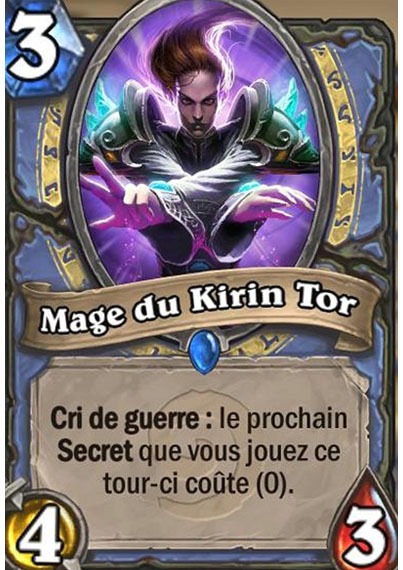 3
Mage du Kirin Tor
Cri de guerre : le prochain
Secret que vous jouez ce
tour-ci coûte (0).
4
3